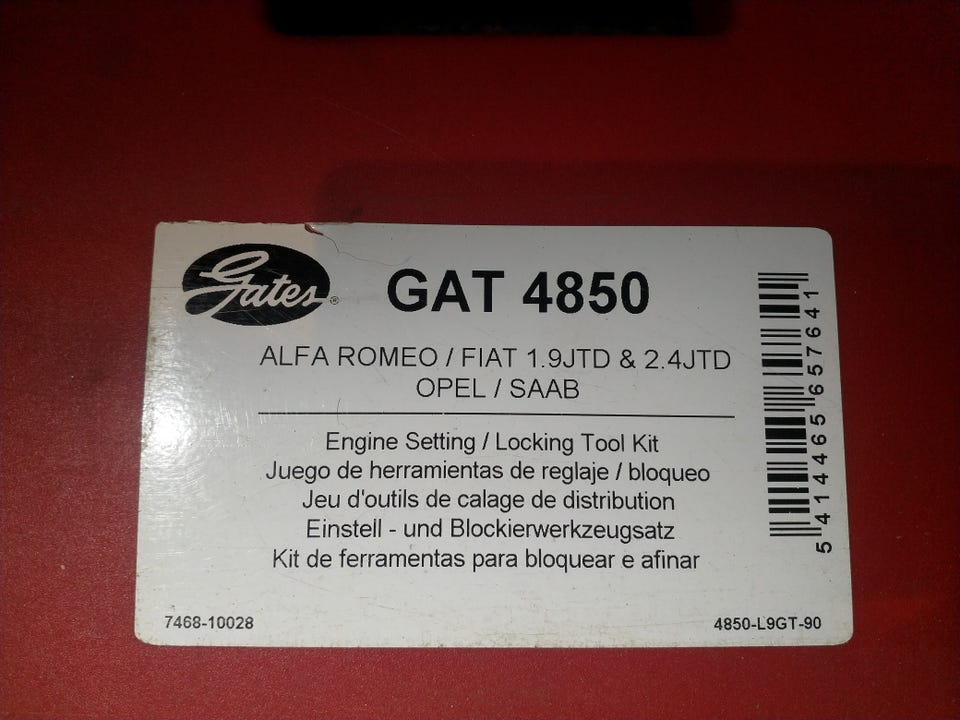 Gates®
GAT 4850
ALFA ROMEO / FIAT 1.9JTD & 2.4JTD
OPEL / SAAB
Engine Setting / Locking Tool Kit
Juego de herramientas de reglaje / bloqueo
Jeu d'outils de calage de distribution
Einstell - und Blockierwerkzeugsatz
Kit de ferramentas para bloquear e afinar
7468-10028
4850-L9GT-90
5 414465 657641